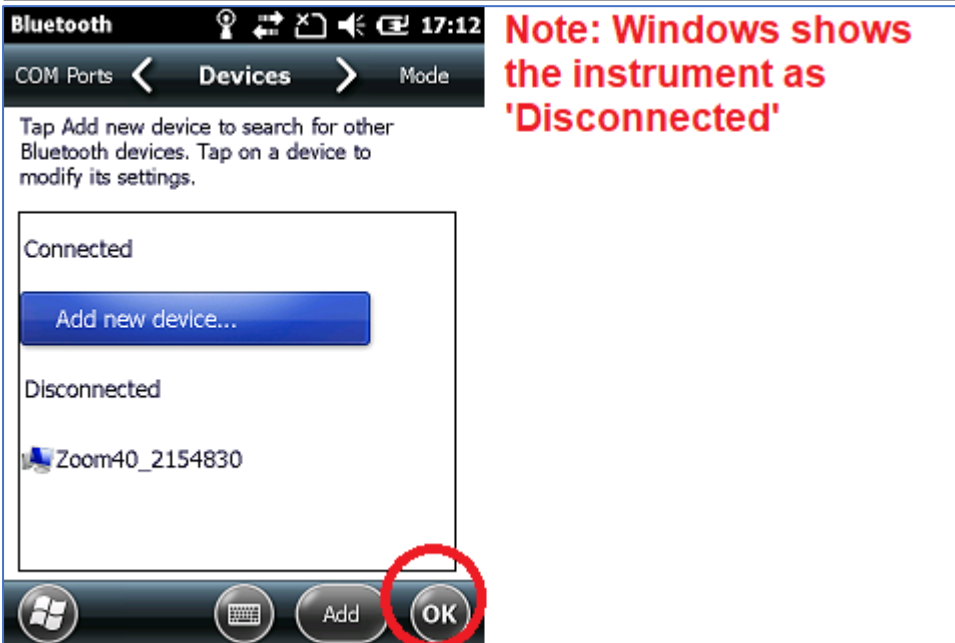 Bluetooth 17:12
COM Ports Devices Mode
Tap Add new device to search for other
Bluetooth devices. Tap on a device to
modify its settings.
Connected
Add new device...
Disconnected
Zoom40_2154830
Add OK
Note: Windows shows
the instrument as
'Disconnected'